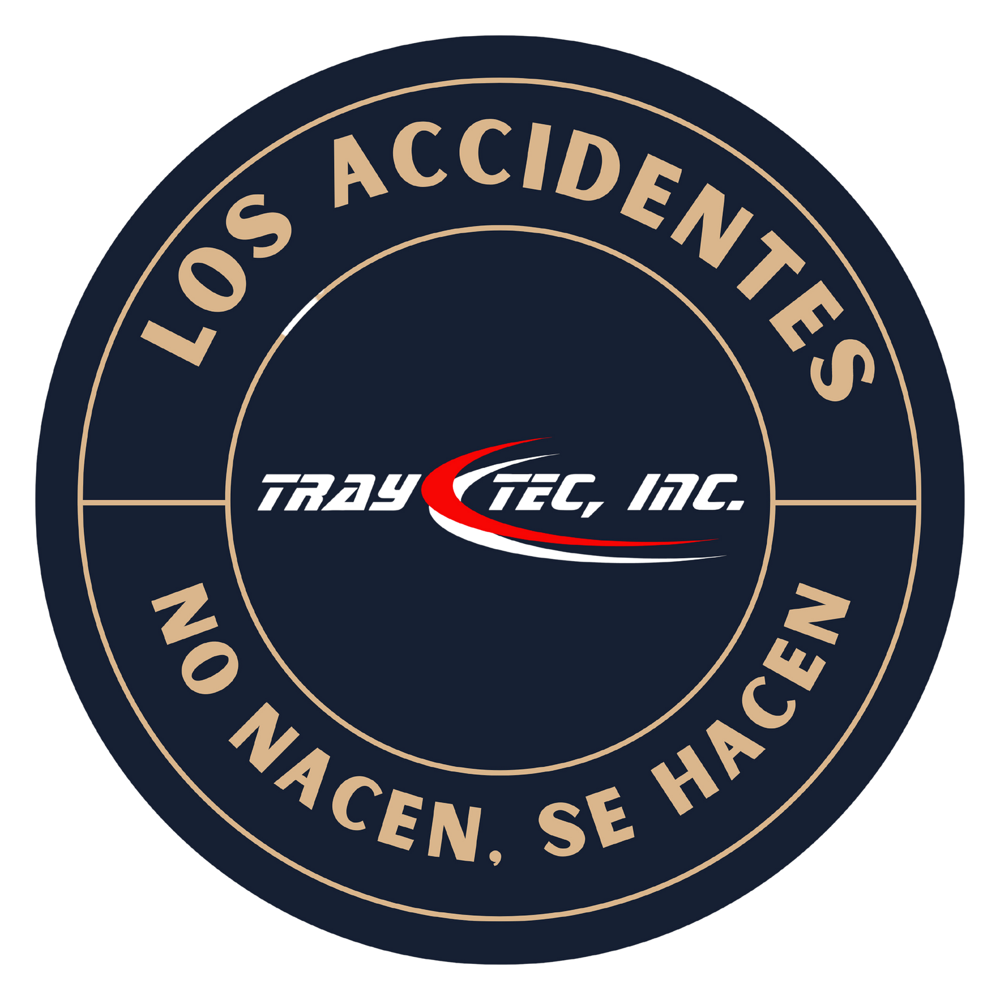 LOS ACCIDENTES
TRAY TEC, INC.
NO NACEN, SE HACEN